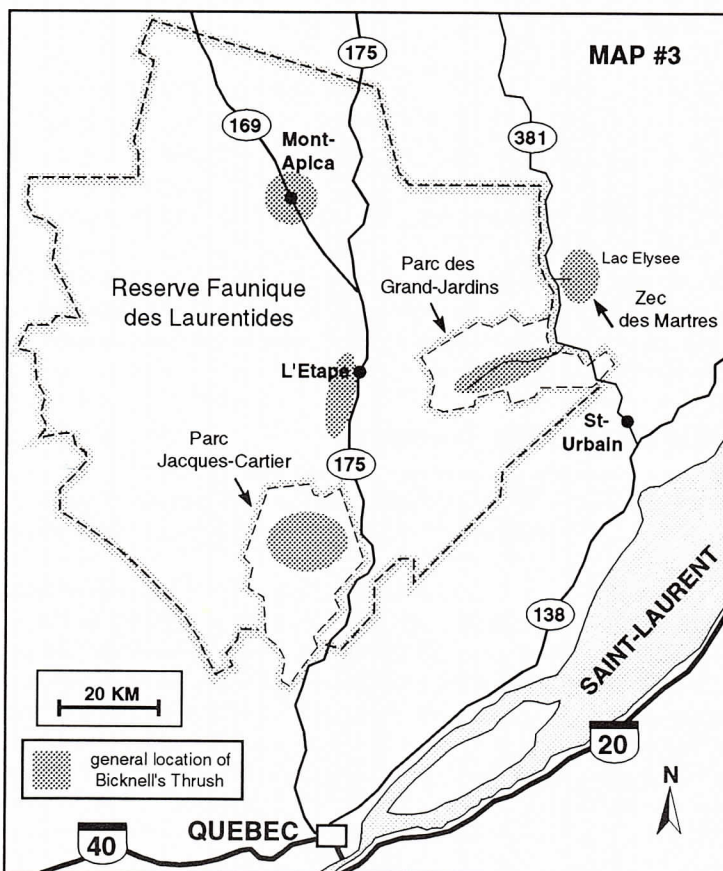 175
MAP #3
169
Mont-
Apica
381
Lac Elysee
Parc des
Grand-Jardins
Zec
des Martres
Reserve Faunique
des Laurentides
L'Etape
St-
Urbain
Parc
Jacques-Cartier
175
138
SAINT-LAURENT
20 KM
20
general location of
Bicknell's Thrush
N
QUEBEC
40